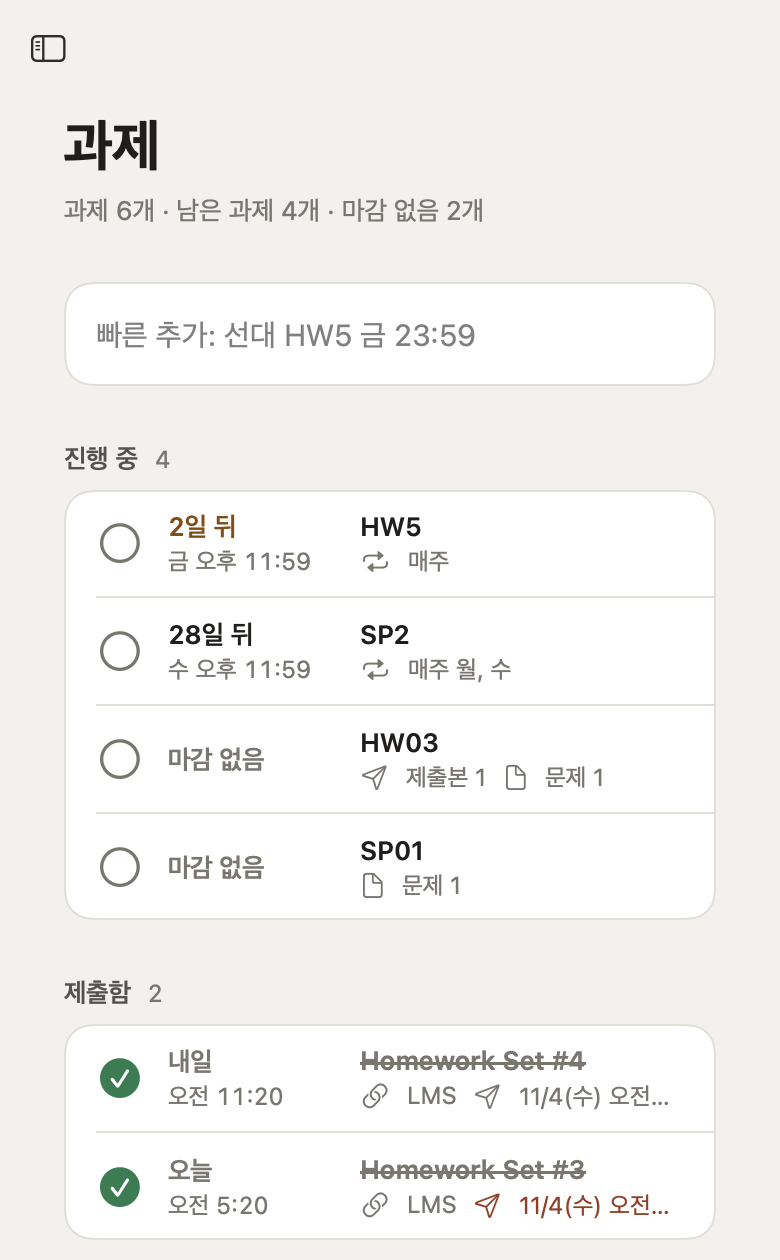 과제
과제 6개 · 남은 과제 4개 · 마감 없음 2개
빠른 추가: 선대 HW5 금 23:59
진행 중 4
2일 뒤 HW5
금 오후 11:59 매주
28일 뒤 SP2
수 오후 11:59 매주 월, 수
마감 없음 HW03
제출본 1 문제 1
마감 없음 SP01
문제 1
제출함 2
내일 Homework Set #4
오전 11:20 LMS 11/4(수) 오전...
오늘 Homework Set #3
오전 5:20 LMS 11/4(수) 오전...